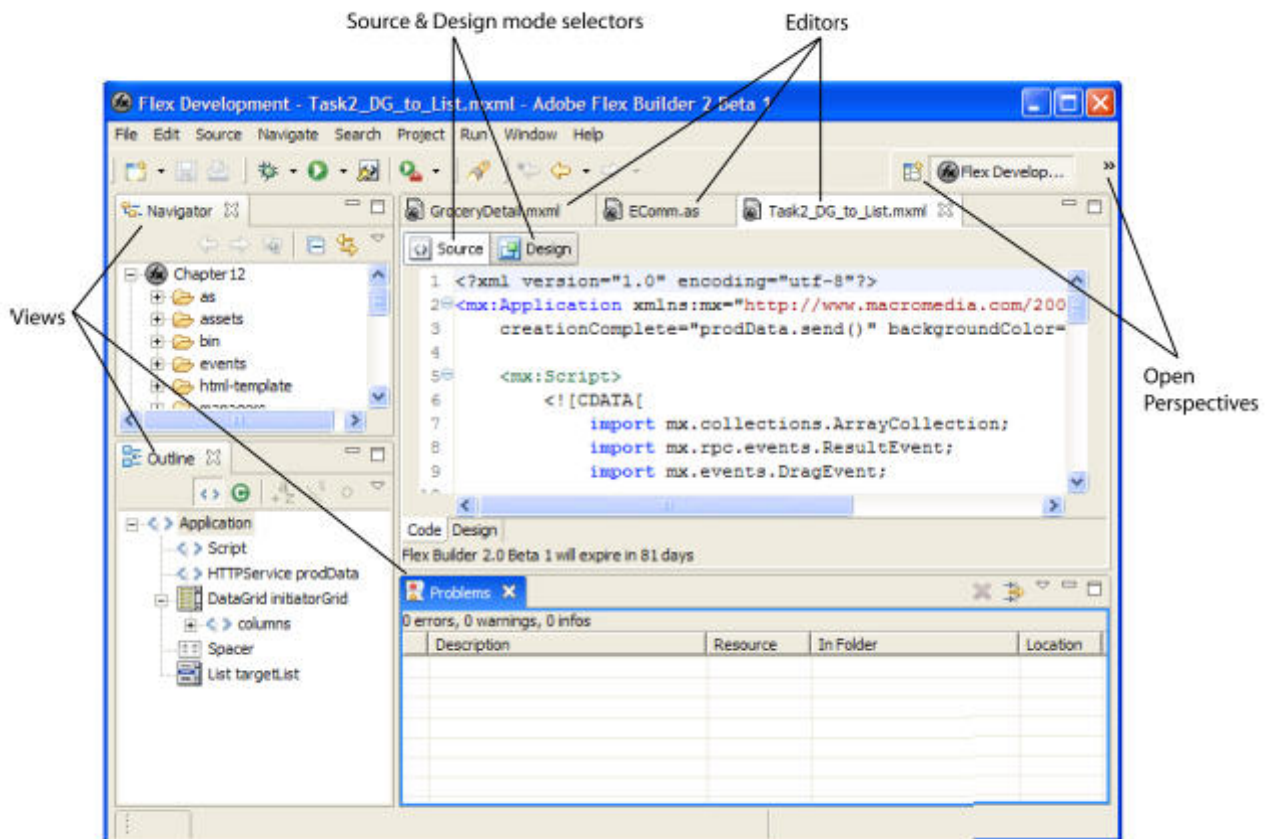 Source & Design mode selectors
Editors
Flex Development - Task2_DG_to_List.mxml - Adobe Flex Builder 2 Beta 1
File Edit Source Navigate Search Project Run Window Help
Flex Develop...
Navigator
GroceryDetail.mxml
EComm.as
Task2_DG_to_List.mxml
Source Design
Chapter12
as
assets
bin
events
html-template
managers
Views
1 <?xml version="1.0" encoding="utf-8"?>
2 <mx:Application xmlns:mx="http://www.macromedia.com/200
3 creationComplete="prodData.send()" backgroundColor=
4
5 <mx:Script>
6 <![CDATA[
7 import mx.collections.ArrayCollection;
8 import mx.rpc.events.ResultEvent;
9 import mx.events.DragEvent;
Open
Perspectives
Outline
Application
Script
HTTPService prodData
DataGrid initiatorGrid
columns
Spacer
List targetList
Code Design
Flex Builder 2.0 Beta 1 will expire in 81 days
Problems
0 errors, 0 warnings, 0 infos
Description Resource In Folder Location